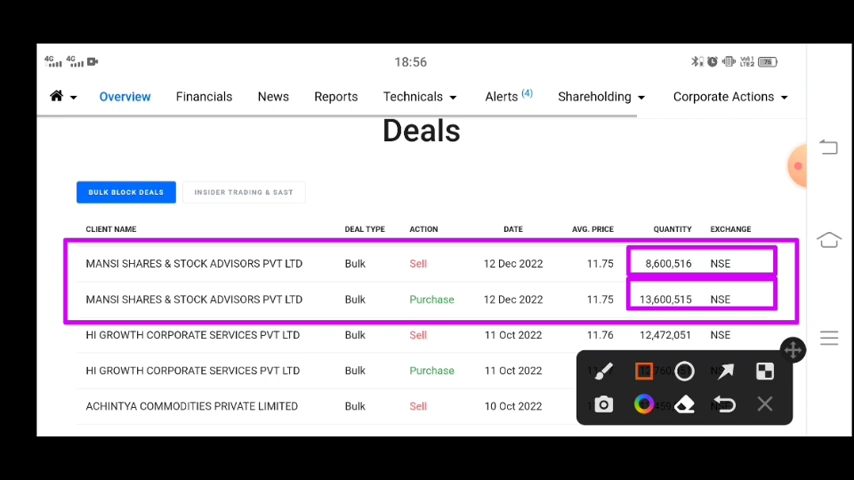 4G 4G 18:56 76
Overview Financials News Reports Technicals Alerts (4) Shareholding Corporate Actions
Deals
BULK BLOCK DEALS INSIDER TRADING & SAST
CLIENT NAME DEAL TYPE ACTION DATE AVG. PRICE QUANTITY EXCHANGE
MANSI SHARES & STOCK ADVISORS PVT LTD Bulk Sell 12 Dec 2022 11.75 8,600,516 NSE
MANSI SHARES & STOCK ADVISORS PVT LTD Bulk Purchase 12 Dec 2022 11.75 13,600,515 NSE
HI GROWTH CORPORATE SERVICES PVT LTD Bulk Sell 11 Oct 2022 11.76 12,472,051 NSE
HI GROWTH CORPORATE SERVICES PVT LTD Bulk Purchase 11 Oct 2022
ACHINTYA COMMODITIES PRIVATE LIMITED Bulk Sell 10 Oct 2022